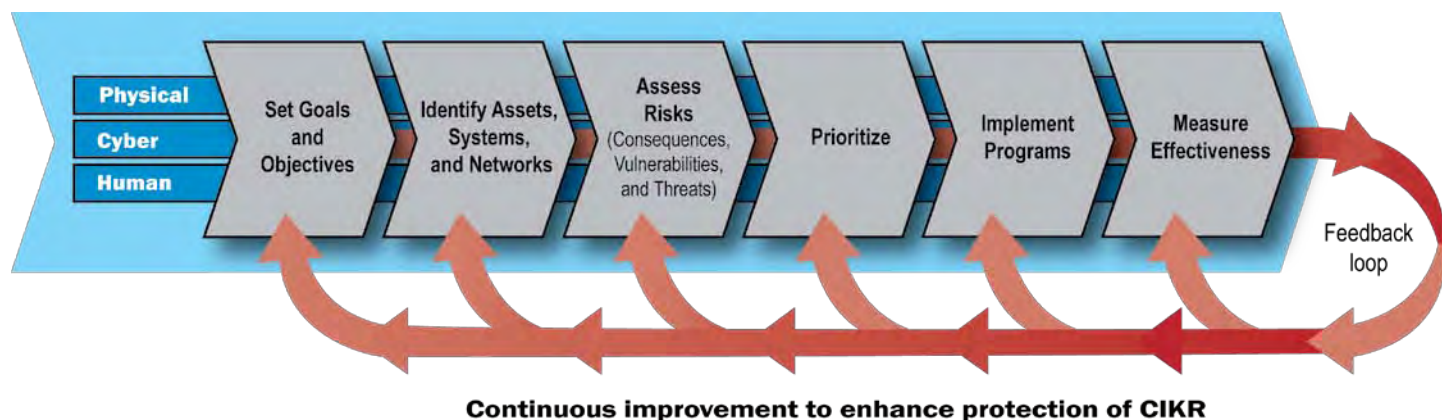 Physical
Cyber
Human
Set Goals
and
Objectives
Identify Assets,
Systems,
and Networks
Assess
Risks
(Consequences,
Vulnerabilities,
and Threats)
Prioritize
Implement
Programs
Measure
Effectiveness
Feedback
loop
Continuous improvement to enhance protection of CIKR